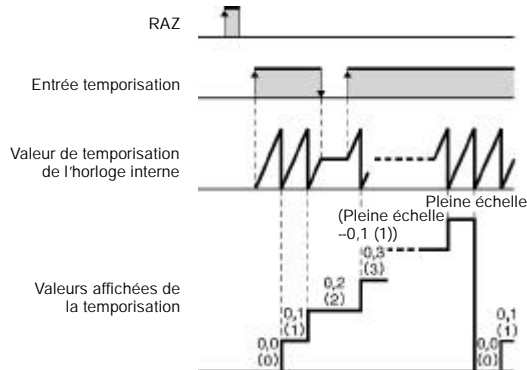 RAZ
Entrée temporisation
Valeur de temporisation
de l'horloge interne
Pleine échelle
(Pleine échelle
--0,1 (1))
Valeurs affichées de
la temporisation
0,0
(0)
0,1
(1)
0,2
(2)
0,3
(3)
0,0
(0)
0,1
(1)